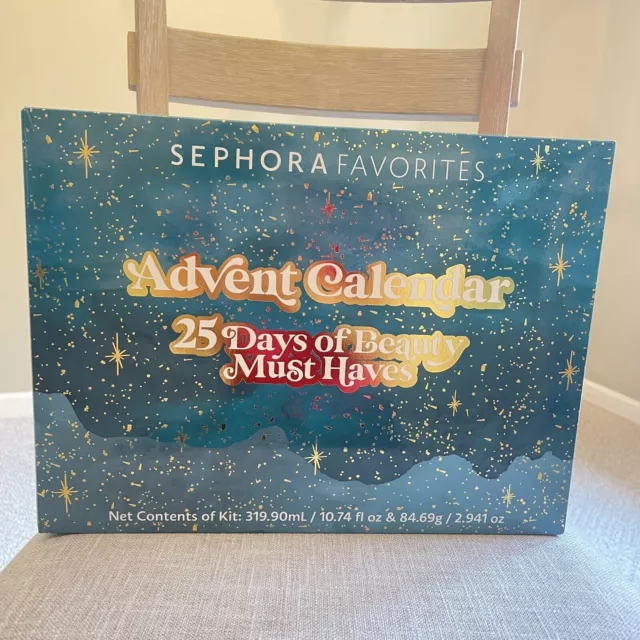 SEPHORA FAVORITES
Advent Calendar
25 Days of Beauty
Must Haves
Net Contents of Kit: 319.90mL / 10.74 fl oz & 84.69g / 2.941 oz